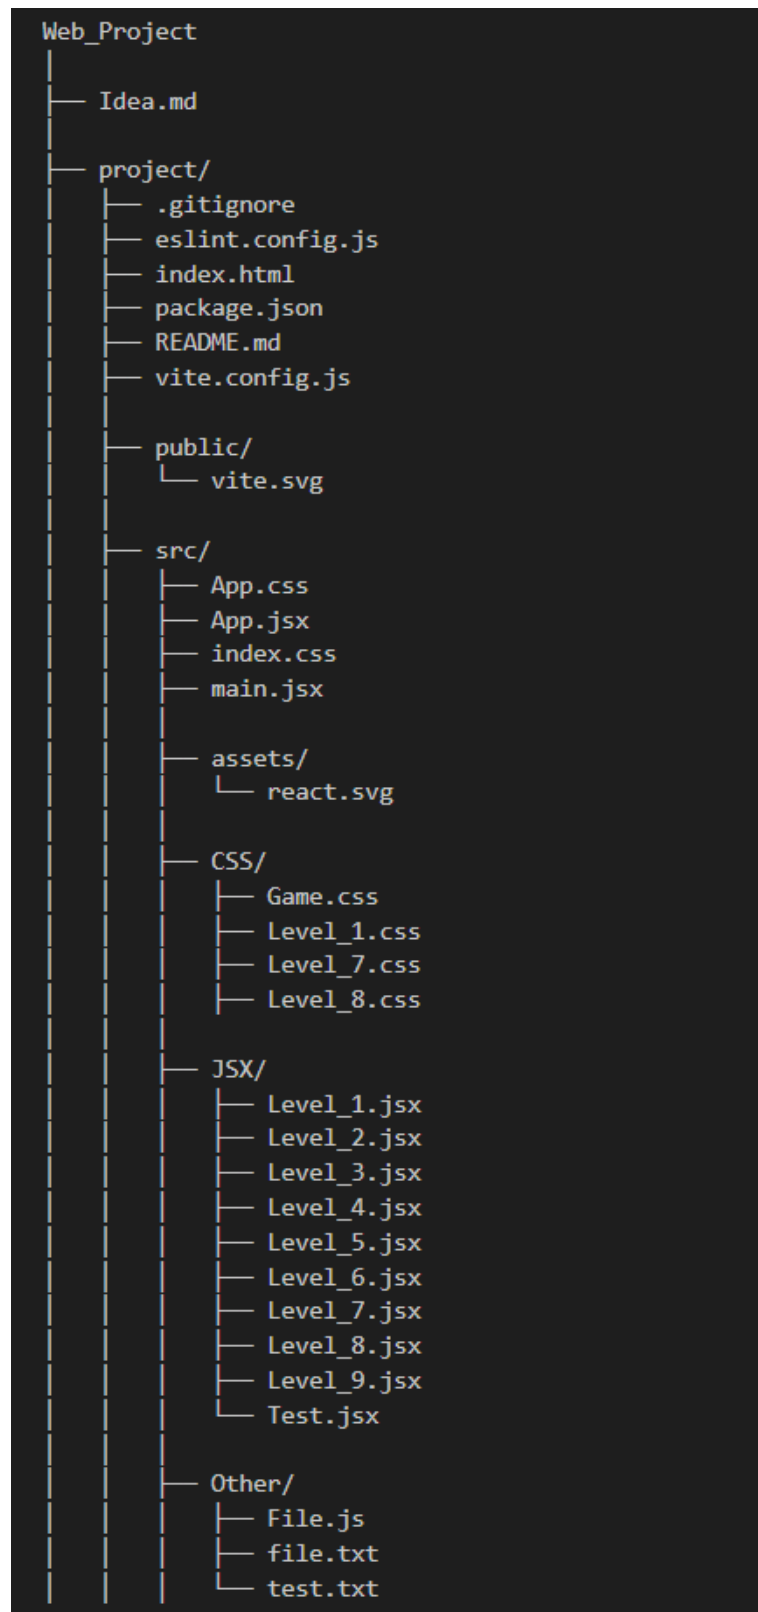 Web_Project
│
├── Idea.md
│
├── project/
│   ├── .gitignore
│   ├── eslint.config.js
│   ├── index.html
│   ├── package.json
│   ├── README.md
│   ├── vite.config.js
│   │
│   ├── public/
│   │   └── vite.svg
│   │
│   ├── src/
│   │   ├── App.css
│   │   ├── App.jsx
│   │   ├── index.css
│   │   ├── main.jsx
│   │   │
│   │   ├── assets/
│   │   │   └── react.svg
│   │   │
│   │   ├── CSS/
│   │   │   ├── Game.css
│   │   │   ├── Level_1.css
│   │   │   ├── Level_7.css
│   │   │   ├── Level_8.css
│   │   │
│   │   ├── JSX/
│   │   │   ├── Level_1.jsx
│   │   │   ├── Level_2.jsx
│   │   │   ├── Level_3.jsx
│   │   │   ├── Level_4.jsx
│   │   │   ├── Level_5.jsx
│   │   │   ├── Level_6.jsx
│   │   │   ├── Level_7.jsx
│   │   │   ├── Level_8.jsx
│   │   │   ├── Level_9.jsx
│   │   │   └── Test.jsx
│   │   │
│   │   ├── Other/
│   │   │   ├── File.js
│   │   │   ├── file.txt
│   │   │   └── test.txt